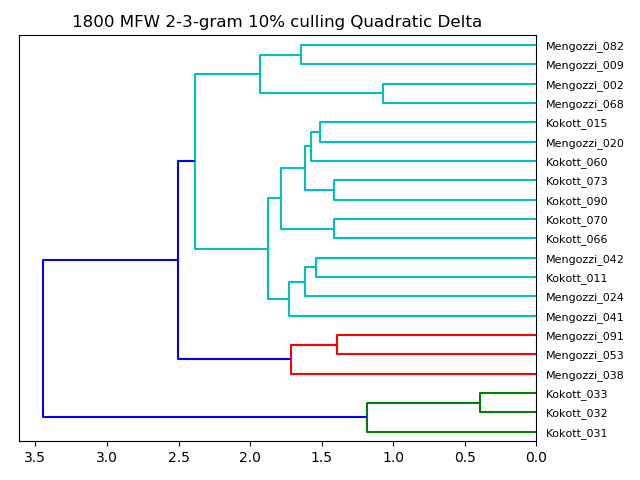 1800 MFW 2-3-gram 10% culling Quadratic Delta
Mengozzi_082
Mengozzi_009
Mengozzi_002
Mengozzi_068
Kokott_015
Mengozzi_020
Kokott_060
Kokott_073
Kokott_090
Kokott_070
Kokott_066
Mengozzi_042
Kokott_011
Mengozzi_024
Mengozzi_041
Mengozzi_091
Mengozzi_053
Mengozzi_038
Kokott_033
Kokott_032
Kokott_031
3.5 3.0 2.5 2.0 1.5 1.0 0.5 0.0